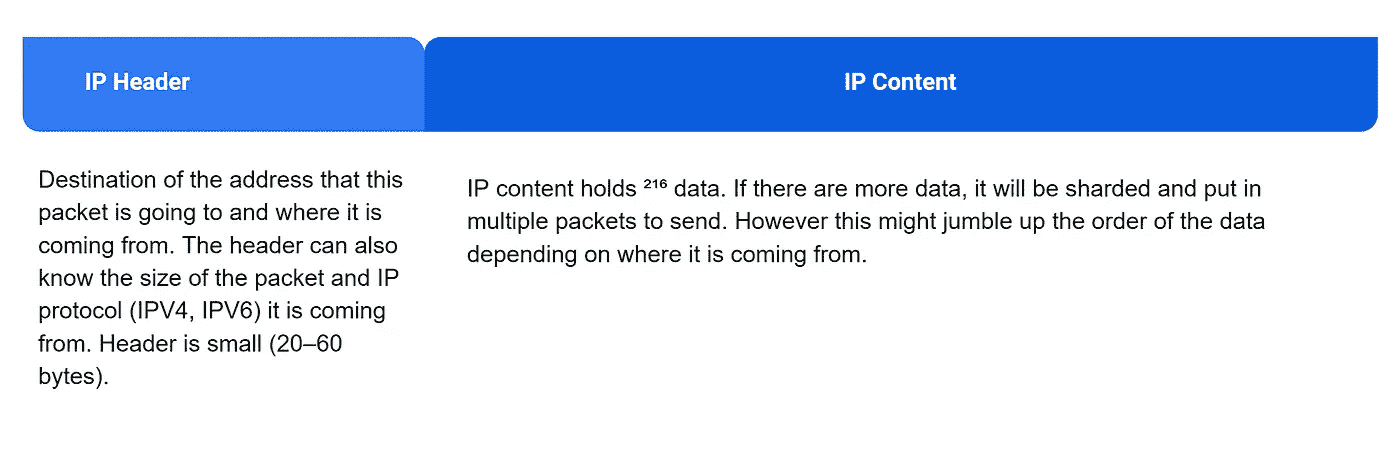 IP Header
IP Content
Destination of the address that this
packet is going to and where it is
coming from. The header can also
know the size of the packet and IP
protocol (IPV4, IPV6) it is coming
from. Header is small (20–60
bytes).
IP content holds ²¹⁶ data. If there are more data, it will be sharded and put in
multiple packets to send. However this might jumble up the order of the data
depending on where it is coming from.